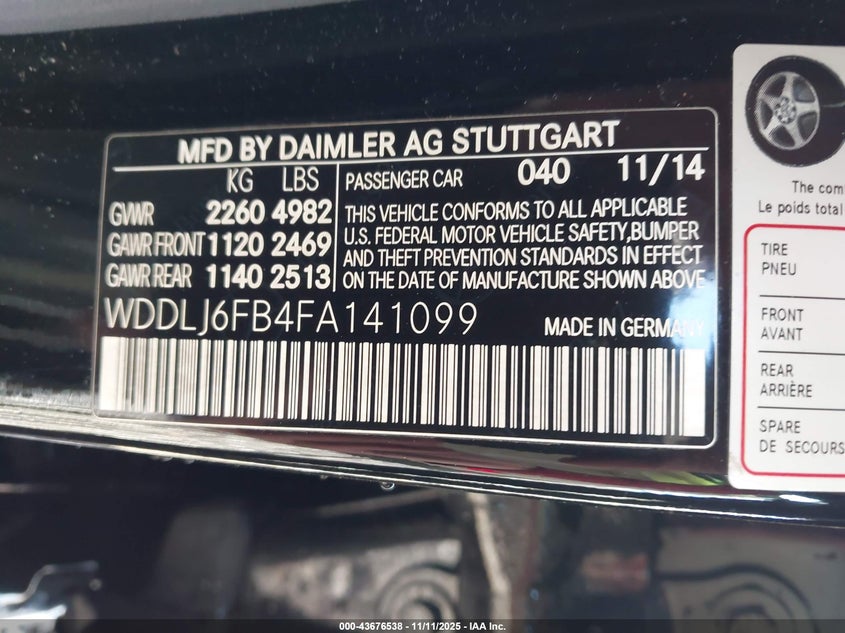 MFD BY DAIMLER AG STUTTGART
KG LBS
GVWR 2260 4982
GAWR FRONT 1120 2469
GAWR REAR 1140 2513
PASSENGER CAR 040 11/14
THIS VEHICLE CONFORMS TO ALL APPLICABLE
U.S. FEDERAL MOTOR VEHICLE SAFETY,BUMPER
AND THEFT PREVENTION STANDARDS IN EFFECT
ON THE DATE OF MANUFACTURE SHOWN ABOVE
WDDLJ6FB4FA141099
MADE IN GERMANY
The com
Le poids total
TIRE
PNEU
FRONT
AVANT
REAR
ARRIÈRE
SPARE
DE SECOURS
000-43676538 - 11/11/2025 - IAA Inc.